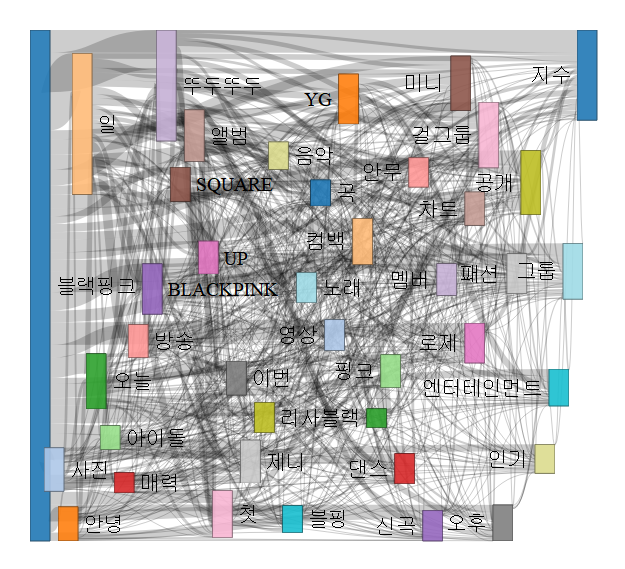 지수
뚜두뚜두
미니
YG
일
앨범
걸그룹
음악
안무
공개
SQUARE
곡
차트
컴백
UP
블랙핑크
BLACKPINK
노래
멤버
패션
그룹
방송
영상
로제
오늘
이번
핑크
엔터테인먼트
리사
블랙
아이돌
사진
제니
댄스
인기
매력
안녕
첫
블핑
신곡
오후